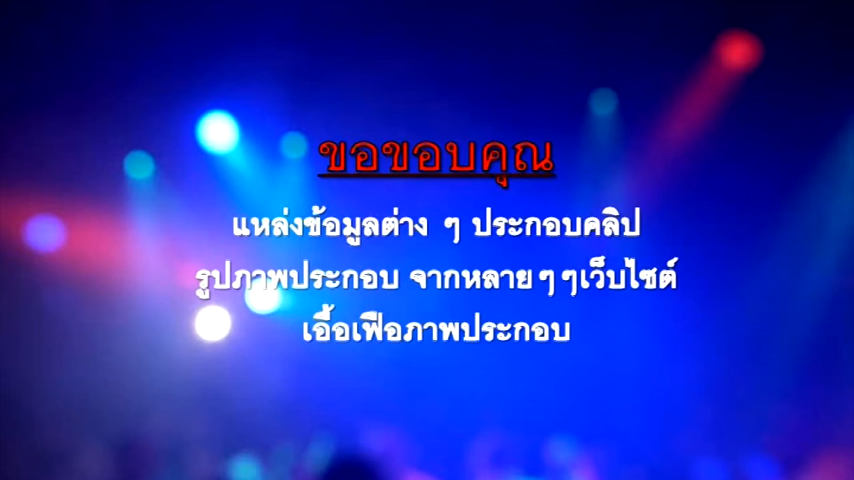 ขอขอบคุณ
แหล่งข้อมูลต่าง ๆ ประกอบคลิป
รูปภาพประกอบ จากหลายๆๆเว็บไซต์
เอื้อเฟือภาพประกอบ